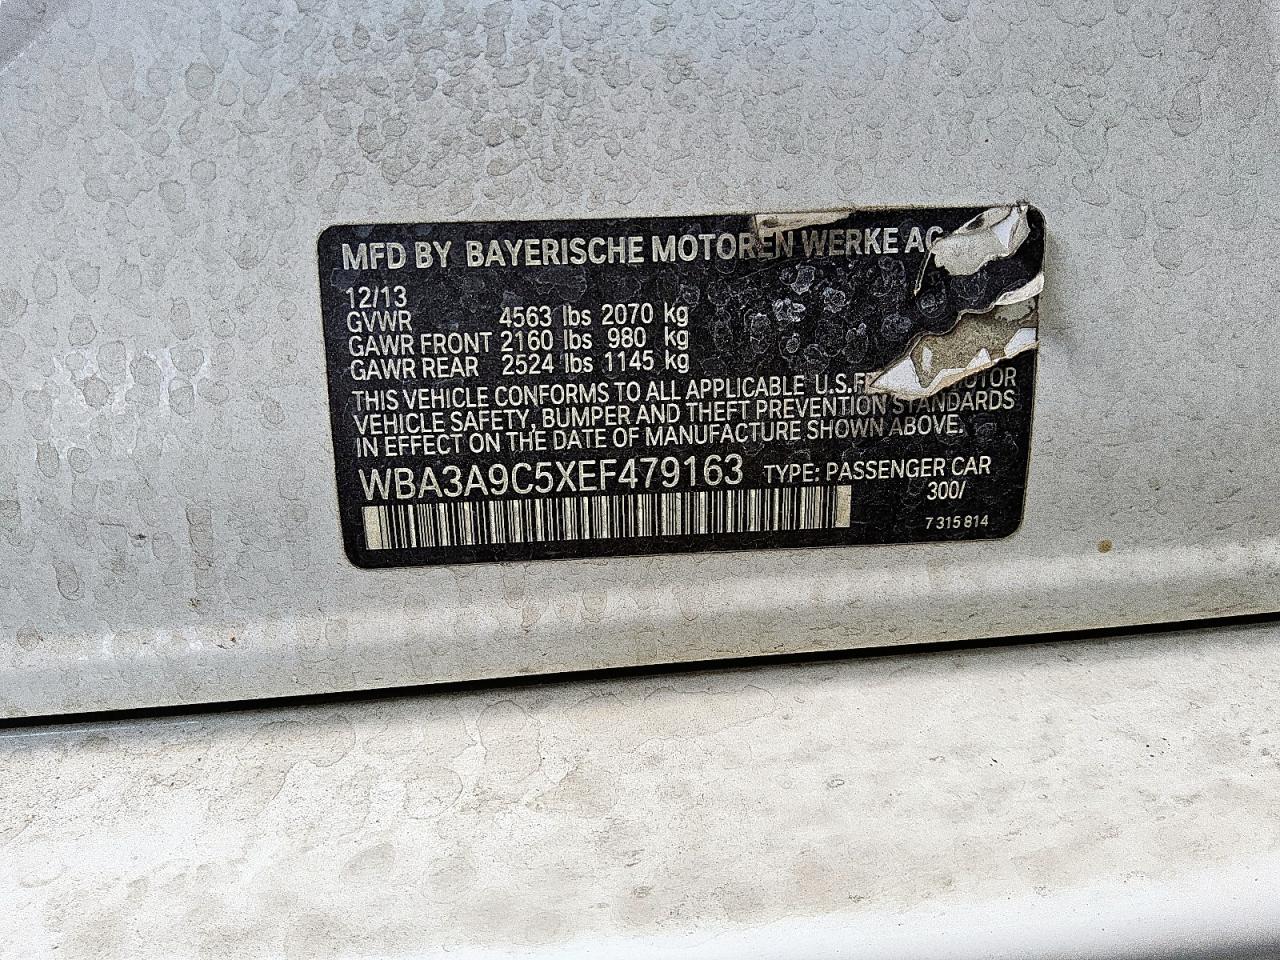 MFD BY BAYERISCHE MOTOREN WERKE AG
12/13
GVWR 4563 lbs 2070 kg
GAWR FRONT 2160 lbs 980 kg
GAWR REAR 2524 lbs 1145 kg
THIS VEHICLE CONFORMS TO ALL APPLICABLE U.S. MOTOR
VEHICLE SAFETY, BUMPER AND THEFT PREVENTION STANDARDS
IN EFFECT ON THE DATE OF MANUFACTURE SHOWN ABOVE.
WBA3A9C5XEF479163 TYPE: PASSENGER CAR
300/
7 315 814